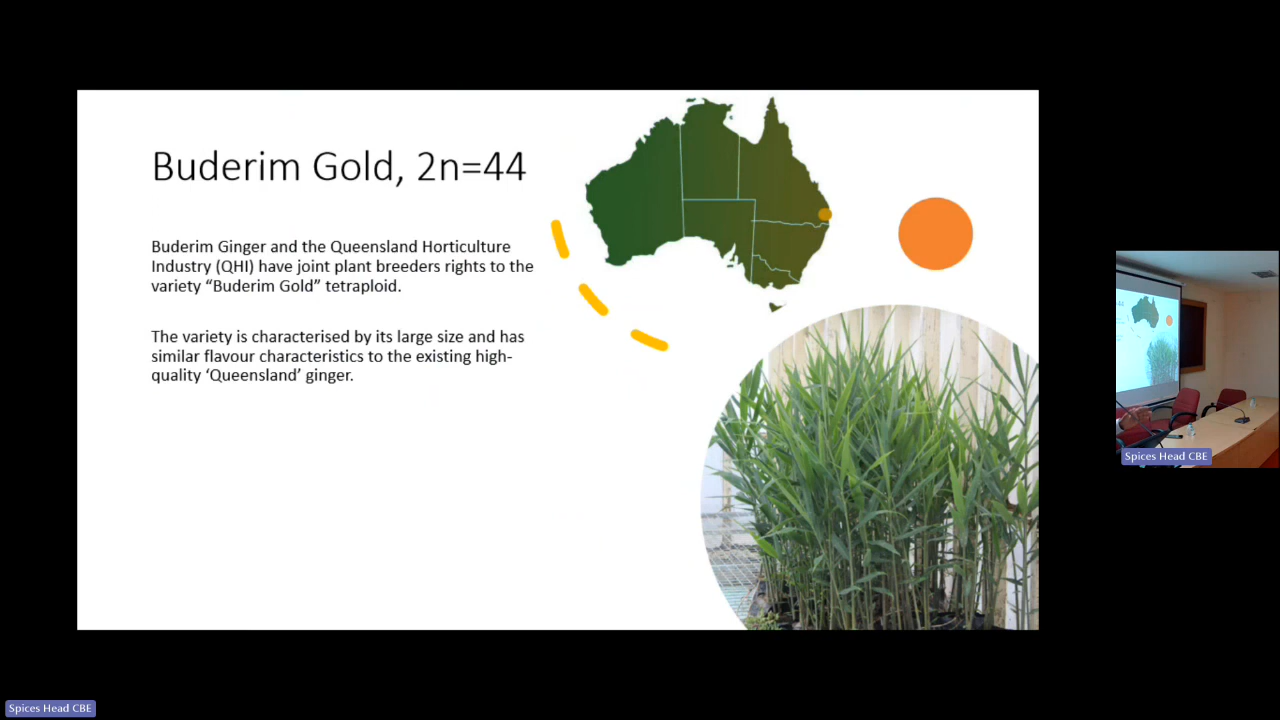 Buderim Gold, 2n=44
Buderim Ginger and the Queensland Horticulture
Industry (QHI) have joint plant breeders rights to the
variety “Buderim Gold” tetraploid.
The variety is characterised by its large size and has
similar flavour characteristics to the existing high-
quality ‘Queensland’ ginger.
Spices Head CBE
Spices Head CBE